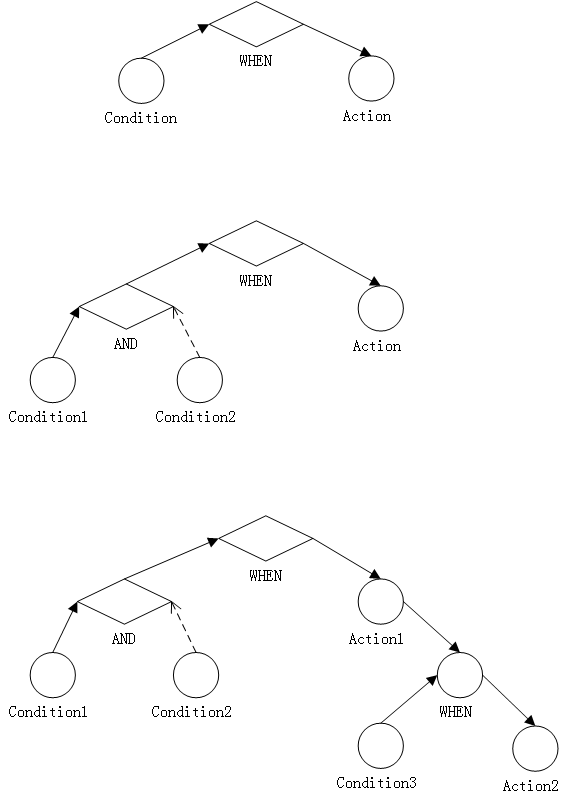 WHEN
Condition
Action
WHEN
AND
Action
Condition1
Condition2
WHEN
AND
Action1
Condition1
Condition2
WHEN
Condition3
Action2